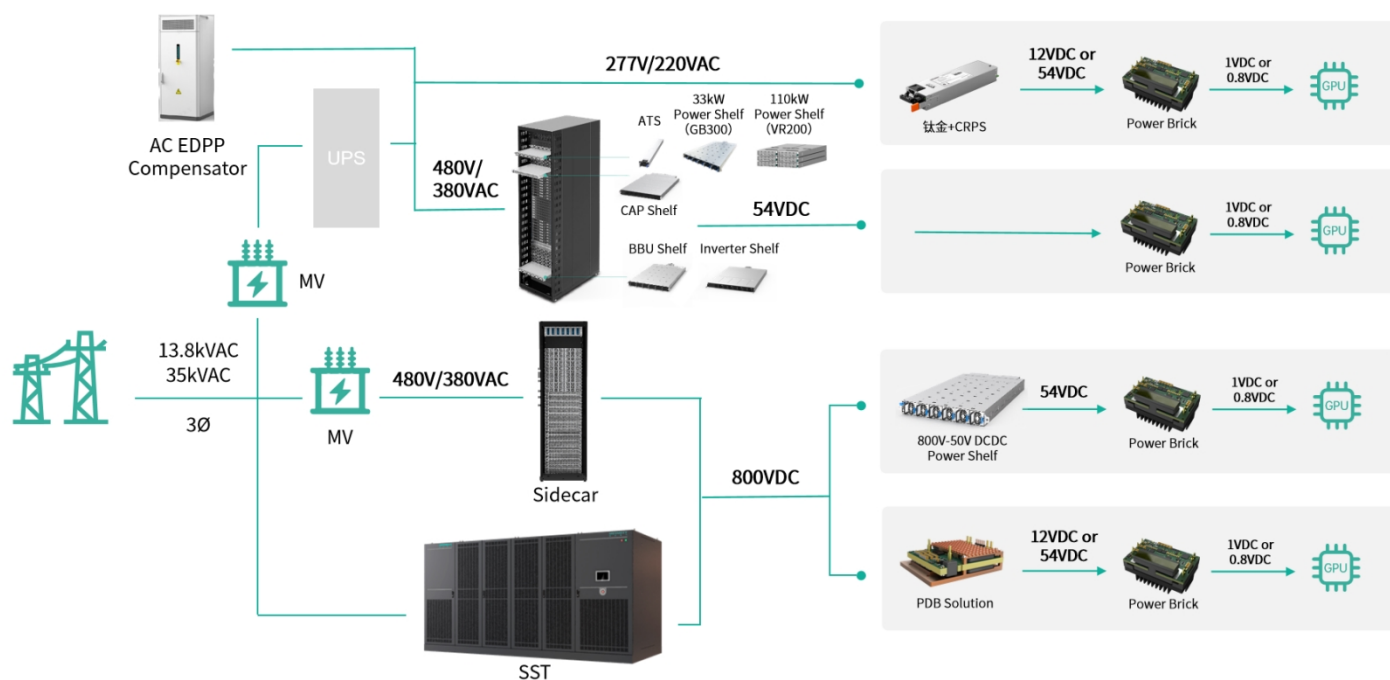 AC EDPP
Compensator
UPS
MV
277V/220VAC
480V/
380VAC
ATS
33kW
Power Shelf
(GB300)
110kW
Power Shelf
(VR200)
CAP Shelf
BBU Shelf
Inverter Shelf
54VDC
13.8kVAC
35kVAC
3Ø
MV
480V/380VAC
Sidecar
SST
800VDC
钛金+CRPS
12VDC or
54VDC
Power Brick
1VDC or
0.8VDC
GPU
Power Brick
1VDC or
0.8VDC
GPU
800V-50V DCDC
Power Shelf
54VDC
Power Brick
1VDC or
0.8VDC
GPU
PDB Solution
12VDC or
54VDC
Power Brick
1VDC or
0.8VDC
GPU